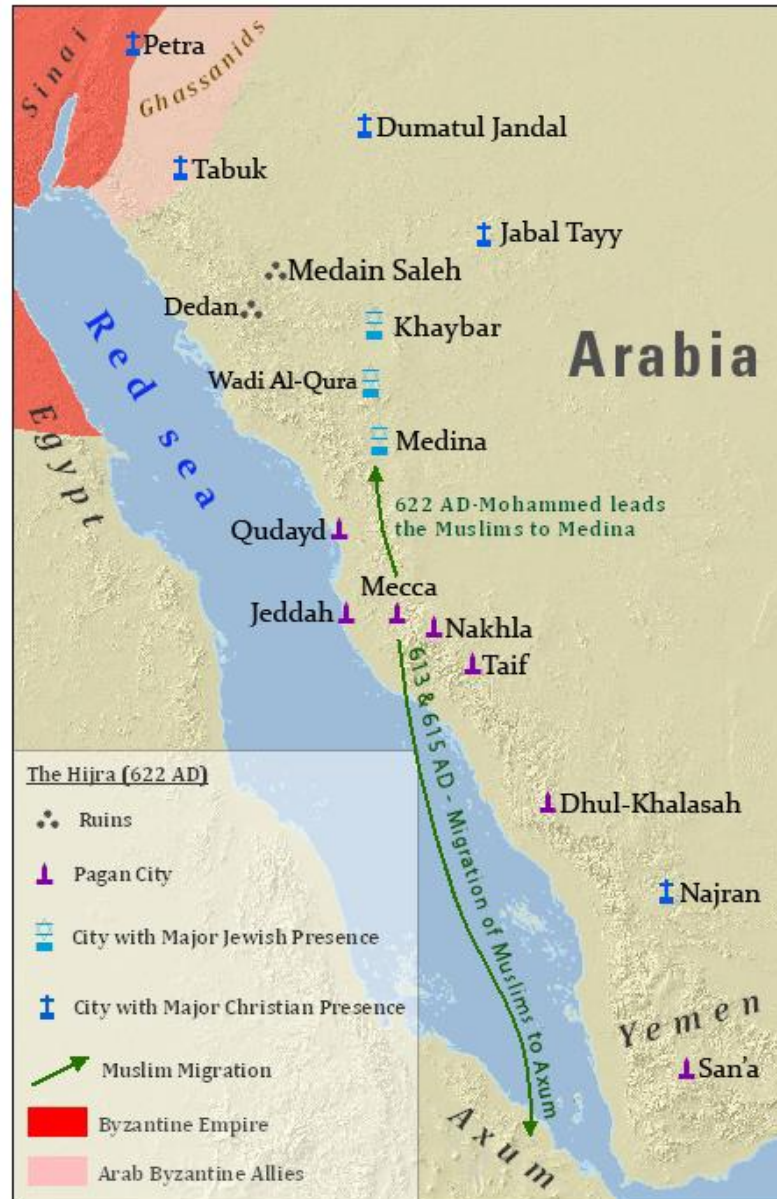 Petra
Sinai
Ghassanids
Dumatul Jandal
Tabuk
Jabal Tayy
Medain Saleh
Dedan
Khaybar
Red sea
Arabia
Wadi Al-Qura
Egypt
Medina
622 AD-Mohammed leads
the Muslims to Medina
Qudayd
Mecca
Jeddah
Nakhla
Taif
613 & 615 AD - Migration of Muslims to Axum
Dhul-Khalasah
Najran
Yemen
San'a
Axum
The Hijra (622 AD)
Ruins
Pagan City
City with Major Jewish Presence
City with Major Christian Presence
Muslim Migration
Byzantine Empire
Arab Byzantine Allies